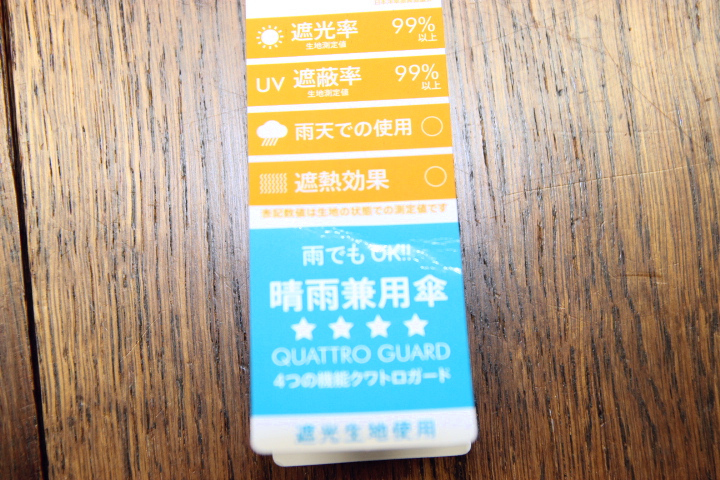 遮光率 99%
生地測定値 以上
UV 遮蔽率 99%
生地測定値 以上
雨天での使用 ○
遮熱効果 ○
表記数値は生地の状態での測定値です
雨でも OK!!
晴雨兼用傘
★★★★
QUATTRO GUARD
4つの機能クワトロガード
遮光生地使用